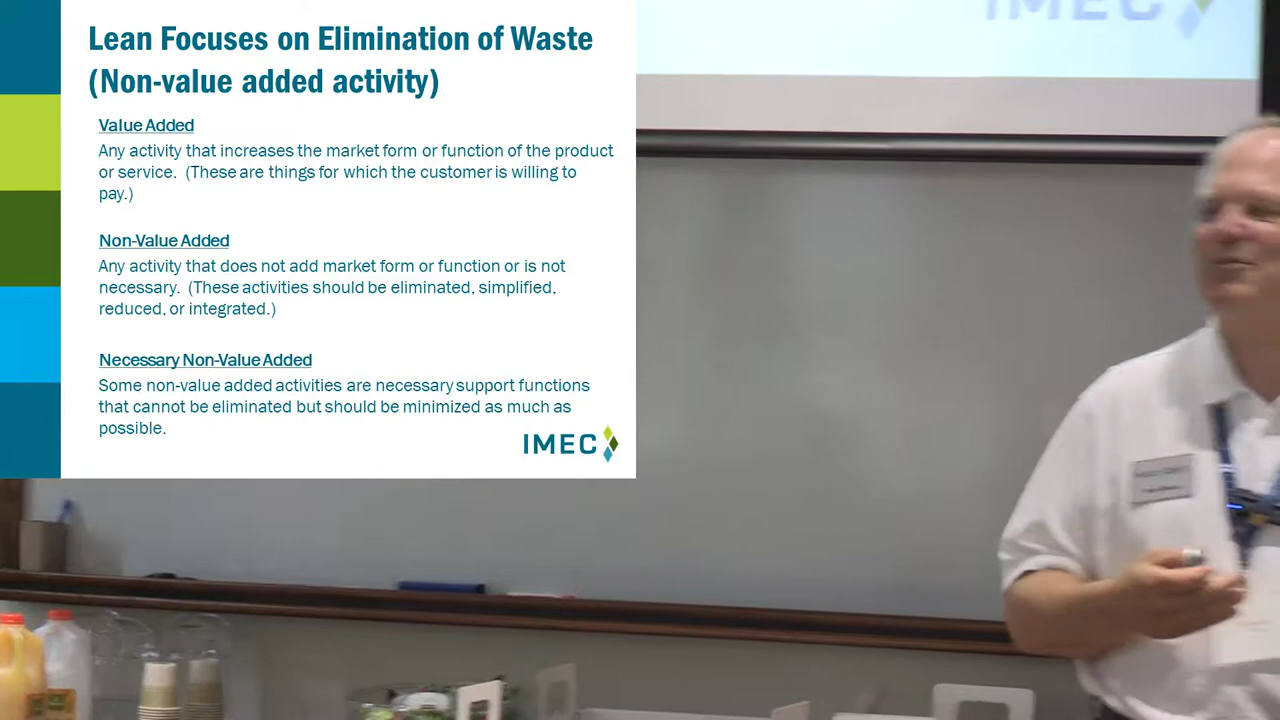 Lean Focuses on Elimination of Waste
(Non-value added activity)
Value Added
Any activity that increases the market form or function of the product
or service. (These are things for which the customer is willing to
pay.)
Non-Value Added
Any activity that does not add market form or function or is not
necessary. (These activities should be eliminated, simplified,
reduced, or integrated.)
Necessary Non-Value Added
Some non-value added activities are necessary support functions
that cannot be eliminated but should be minimized as much as
possible.
IMEC
IMEC